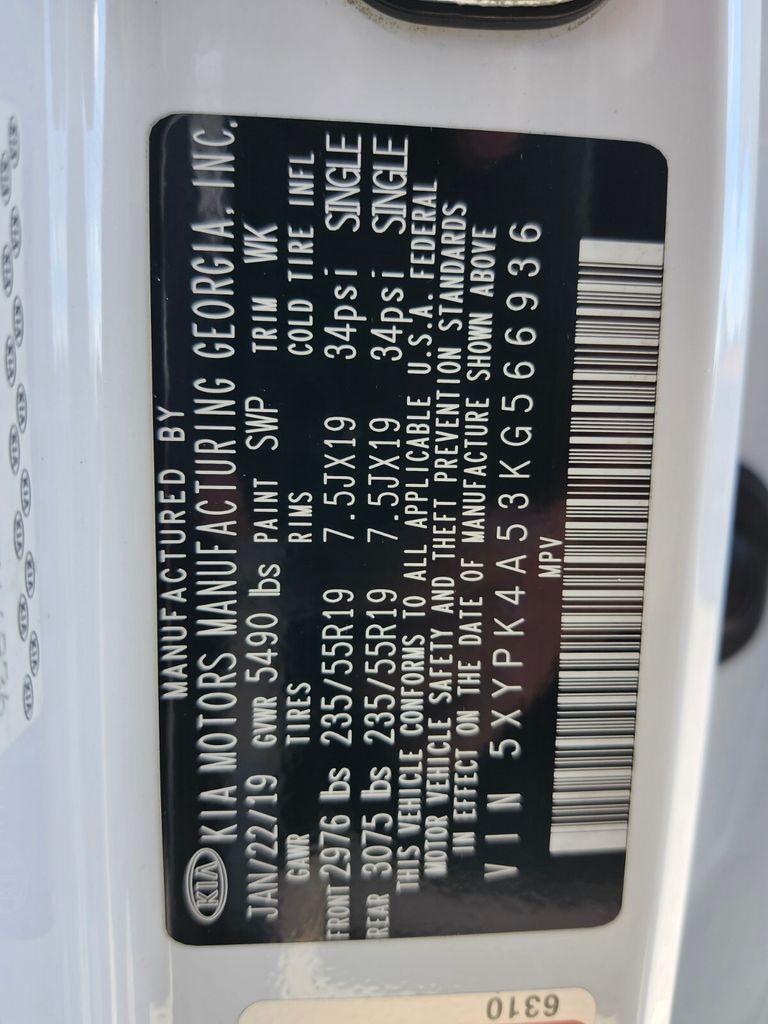 MANUFACTURED BY
KIA KIA MOTORS MANUFACTURING GEORGIA, INC.
JAN/22/19 GVWR 5490 lbs PAINT SWP TRIM WK
GAWR TIRES RIMS COLD TIRE INFL
FRONT 2976 lbs 235/55R19 7.5JX19 34psi SINGLE
REAR 3075 lbs 235/55R19 7.5JX19 34psi SINGLE
THIS VEHICLE CONFORMS TO ALL APPLICABLE U.S.A. FEDERAL
MOTOR VEHICLE SAFETY AND THEFT PREVENTION STANDARDS
IN EFFECT ON THE DATE OF MANUFACTURE SHOWN ABOVE
VIN 5XYPK4A53KG566936
MPV
6310